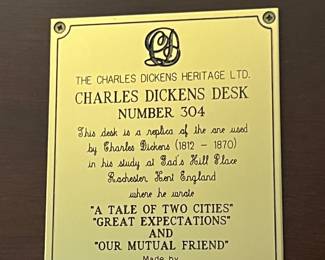 THE CHARLES DICKENS HERITAGE LTD.
CHARLES DICKENS DESK
NUMBER 304
This desk is a replica of the one used
by Charles Dickens (1812 - 1870)
in his study at Gad's Hill Place
Rochester Kent England
where he wrote
"A TALE OF TWO CITIES"
"GREAT EXPECTATIONS"
AND
"OUR MUTUAL FRIEND"
Made by